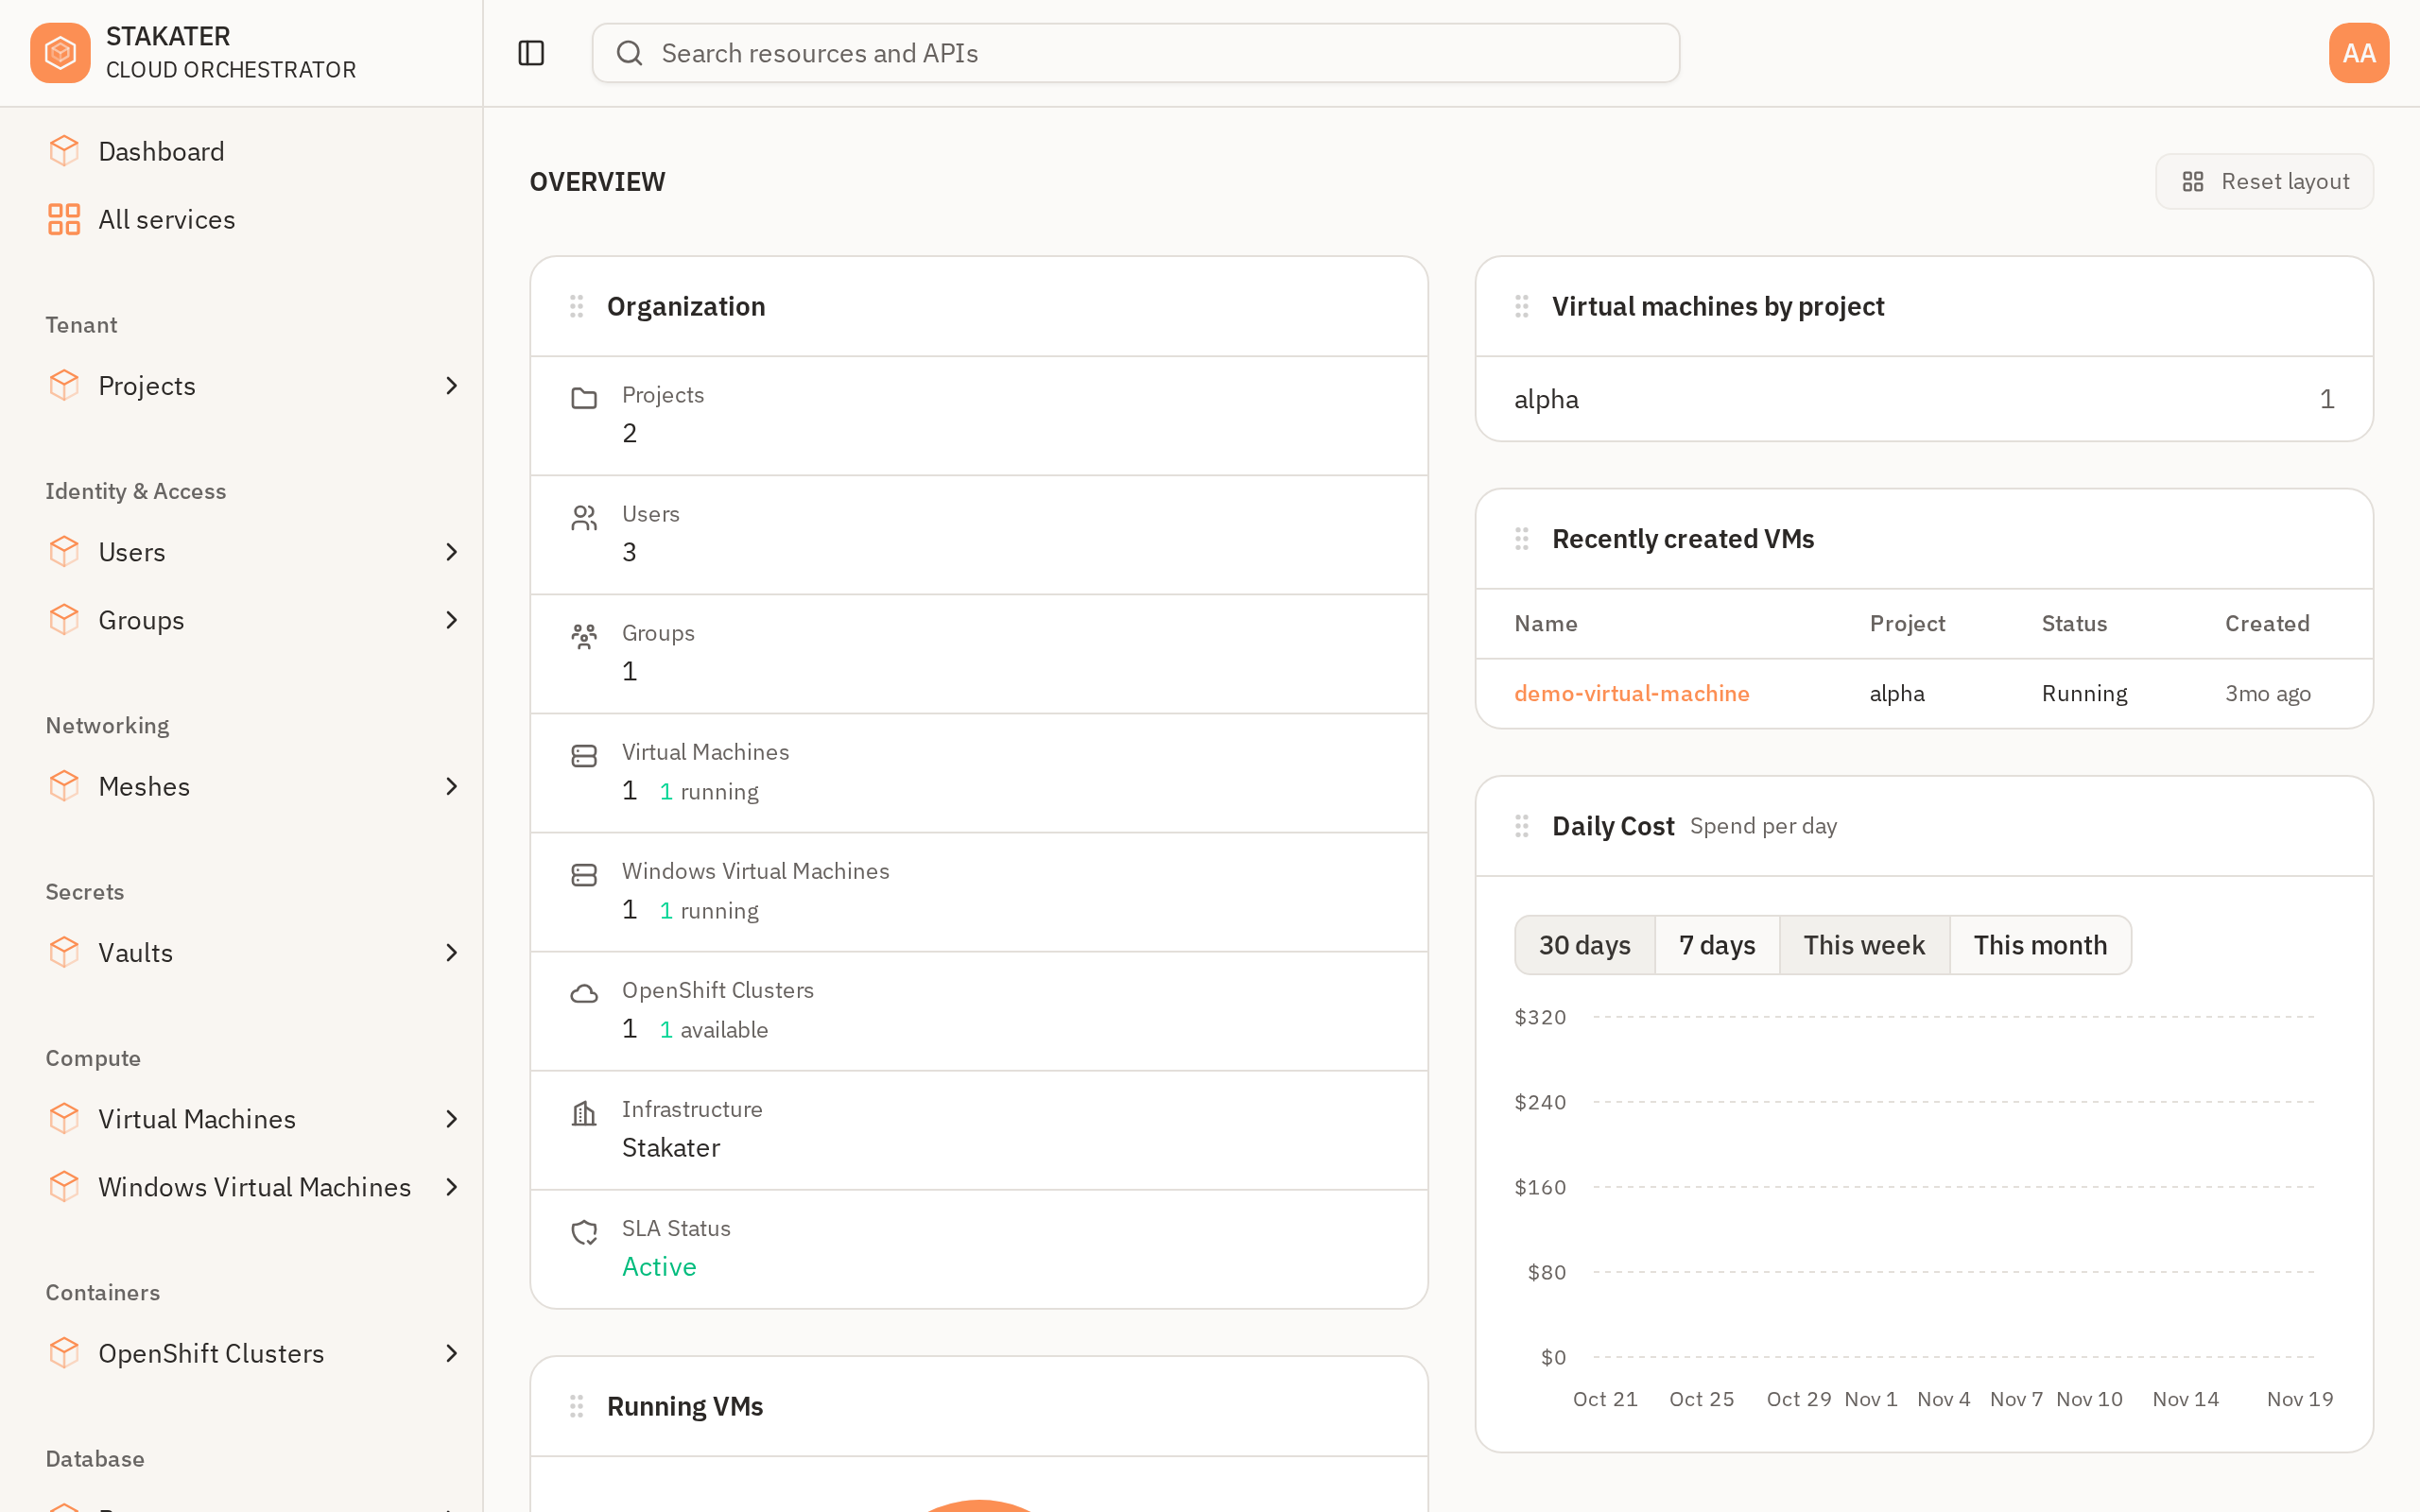 STAKATER
CLOUD ORCHESTRATOR
Search resources and APIs
AA
Dashboard
All services
Tenant
Projects
Identity & Access
Users
Groups
Networking
Meshes
Secrets
Vaults
Compute
Virtual Machines
Windows Virtual Machines
Containers
OpenShift Clusters
Database
OVERVIEW
Reset layout
Organization
Projects
2
Users
3
Groups
1
Virtual Machines
1 1 running
Windows Virtual Machines
1 1 running
OpenShift Clusters
1 1 available
Infrastructure
Stakater
SLA Status
Active
Running VMs
Virtual machines by project
alpha 1
Recently created VMs
Name Project Status Created
demo-virtual-machine alpha Running 3mo ago
Daily Cost Spend per day
30 days 7 days This week This month
$320
$240
$160
$80
$0
Oct 21 Oct 25 Oct 29 Nov 1 Nov 4 Nov 7 Nov 10 Nov 14 Nov 19